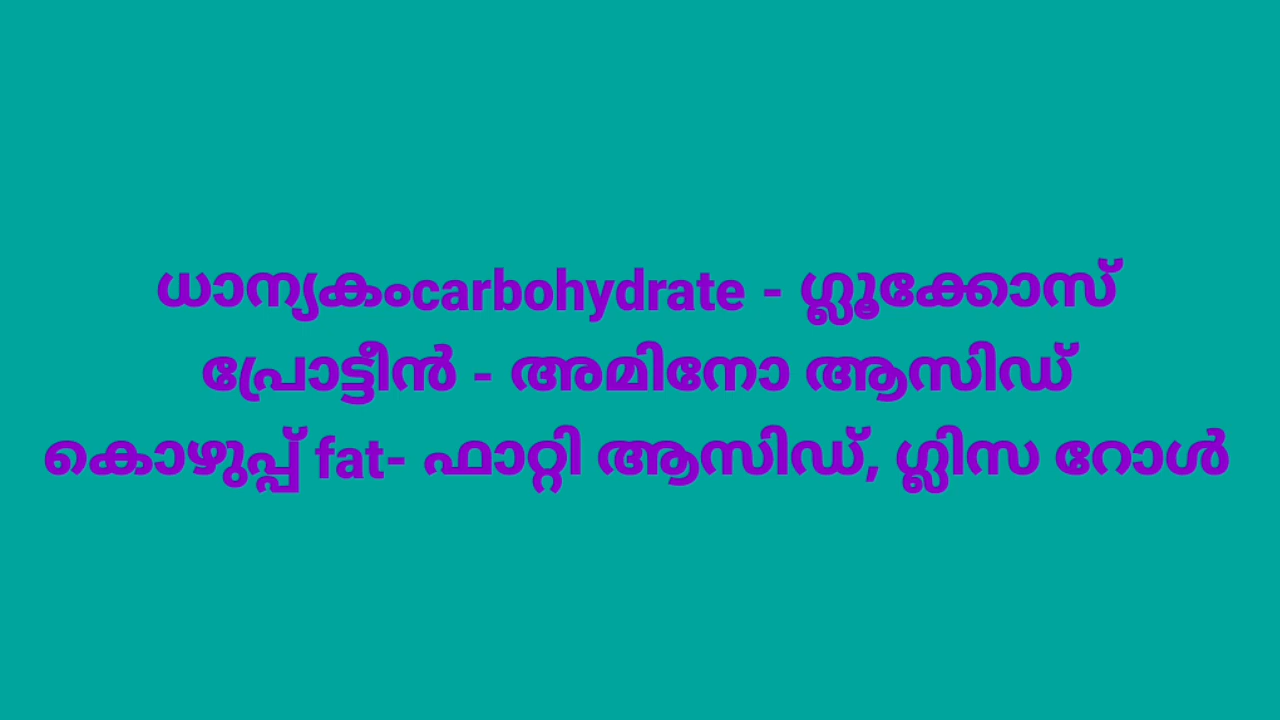 ധാന്യകംcarbohydrate - ഗ്ലൂക്കോസ്
പ്രോട്ടീൻ - അമിനോ ആസിഡ്
കൊഴുപ്പ് fat- ഫാറ്റി ആസിഡ്, ഗ്ലിസ റോൾ